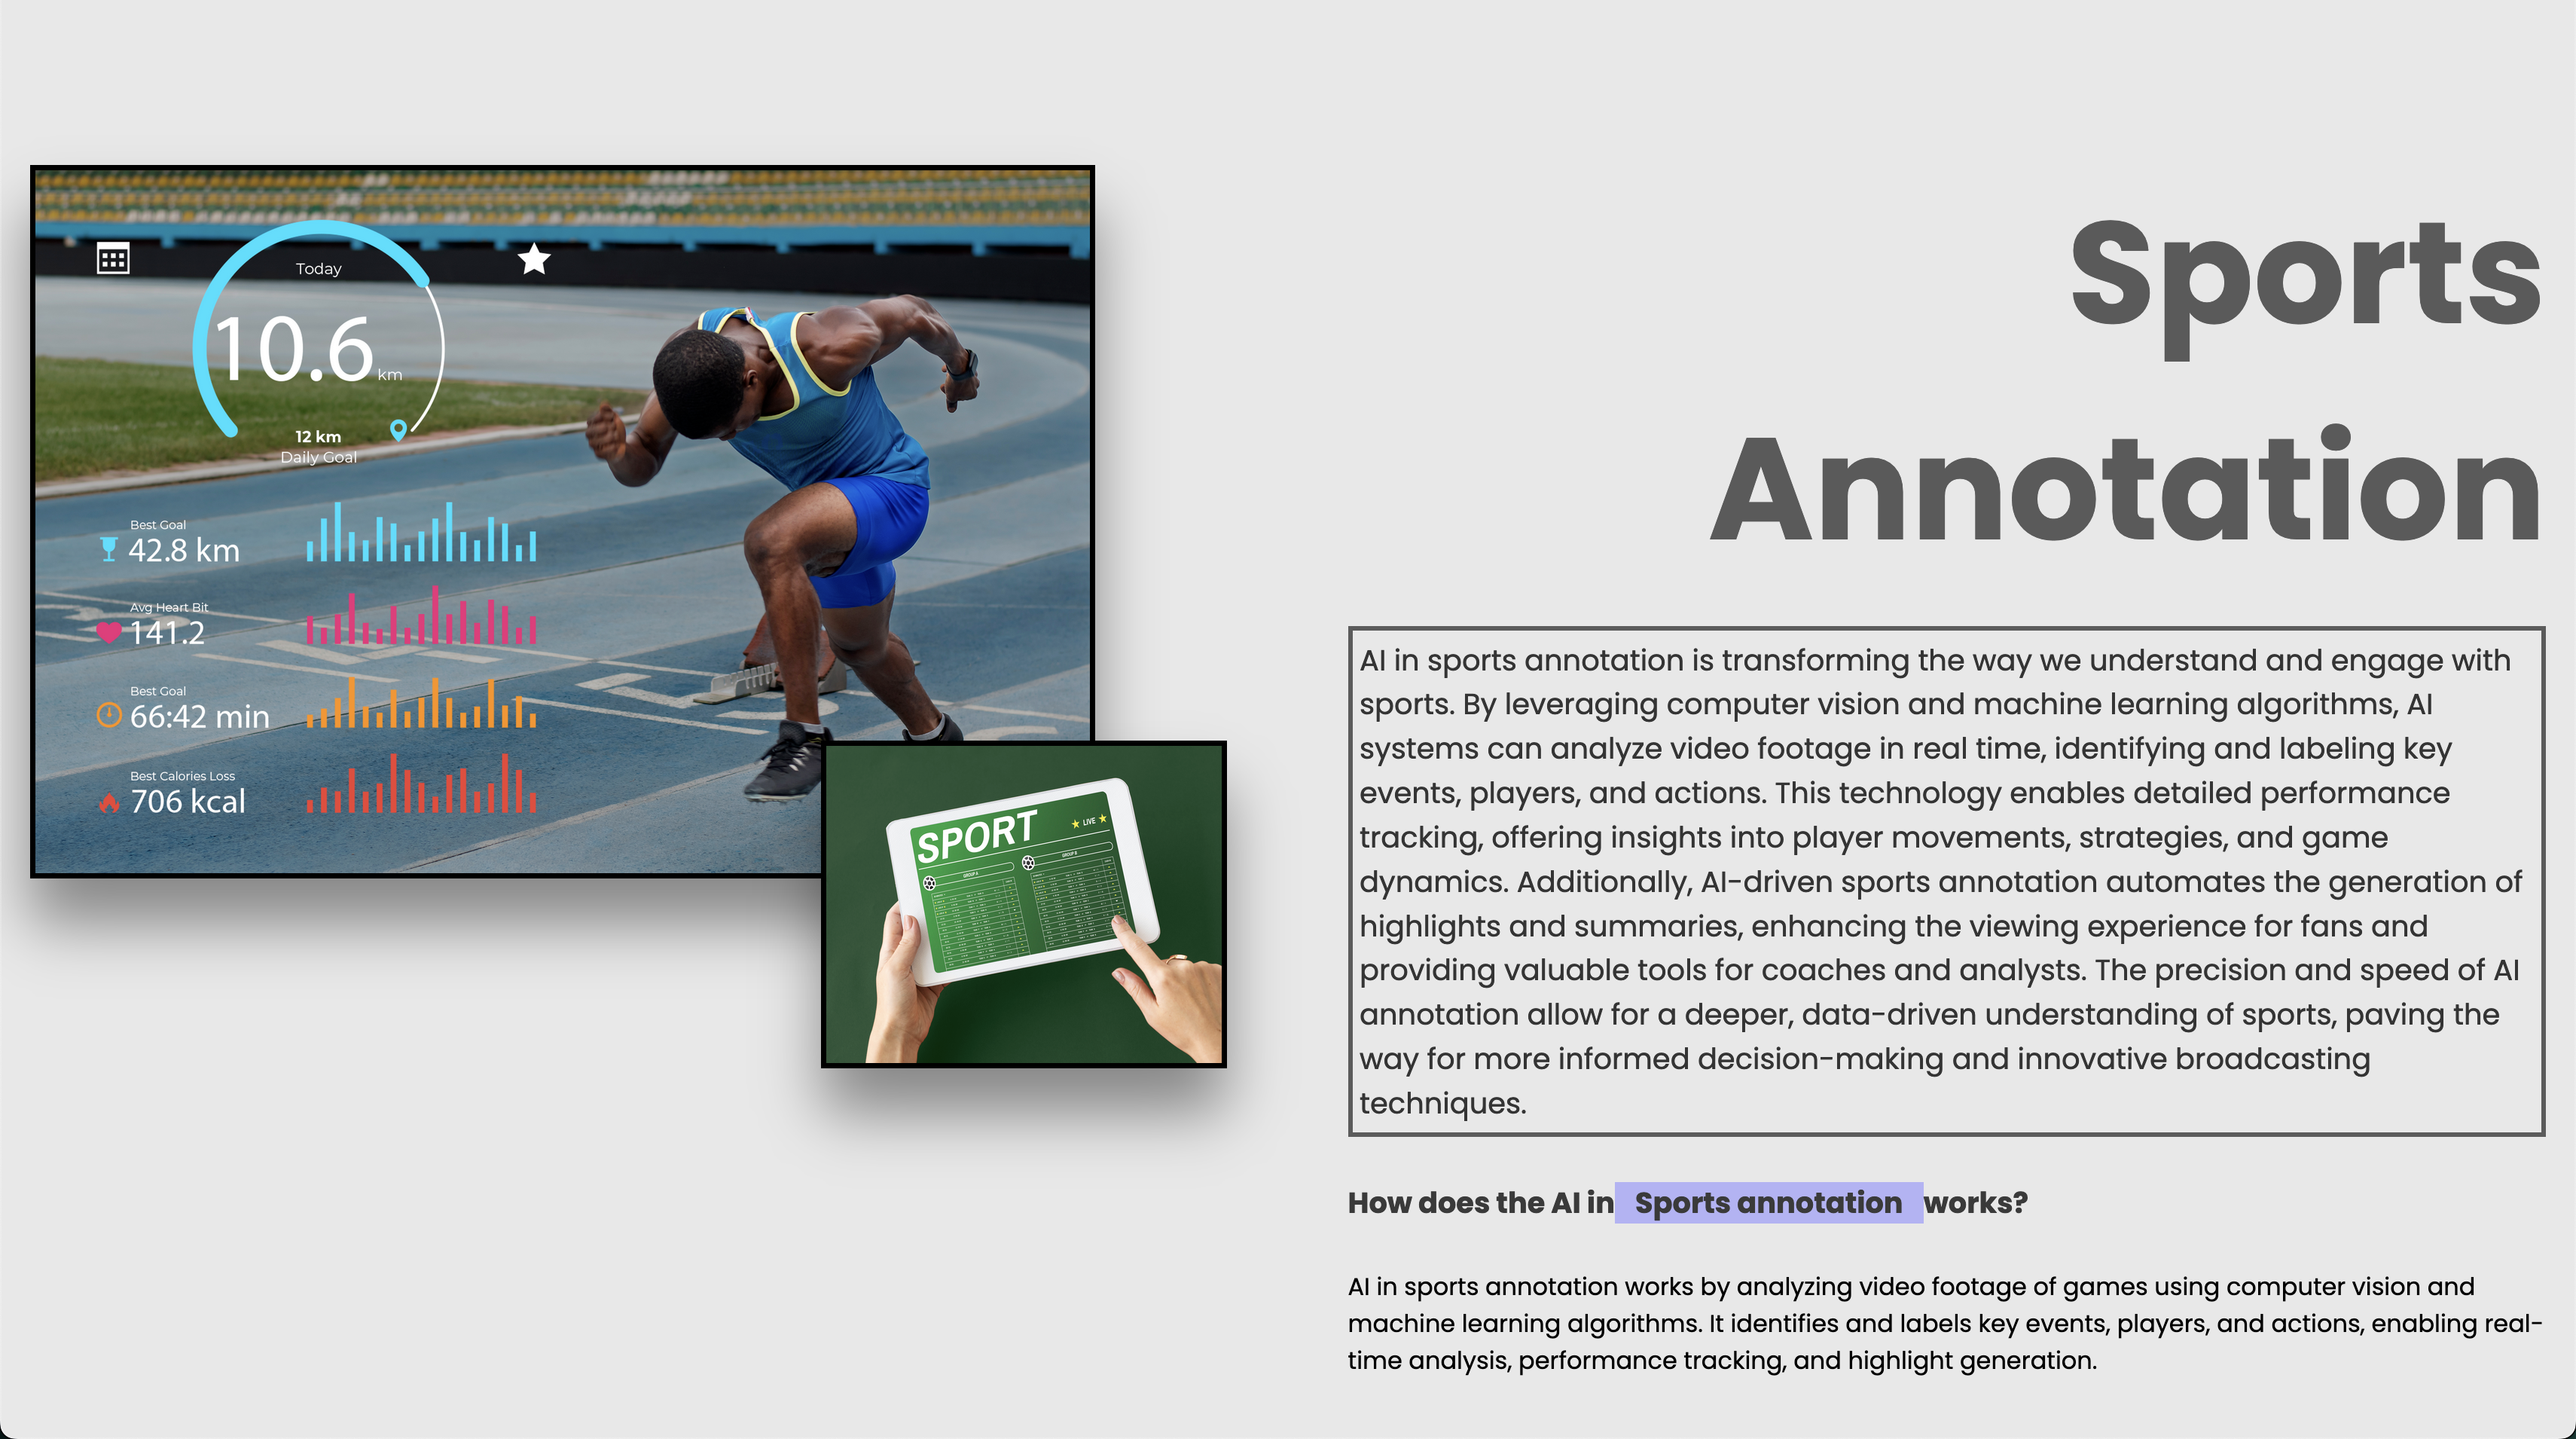 Today
10.6 km
12 km
Daily Goal
Best Goal
42.8 km
Avg Heart Bit
141.2
Best Goal
66:42 min
Best Calories Loss
706 kcal
SPORT
LIVE
GROUP A
GROUP B
Sports
Annotation
AI in sports annotation is transforming the way we understand and engage with
sports. By leveraging computer vision and machine learning algorithms, AI
systems can analyze video footage in real time, identifying and labeling key
events, players, and actions. This technology enables detailed performance
tracking, offering insights into player movements, strategies, and game
dynamics. Additionally, AI-driven sports annotation automates the generation of
highlights and summaries, enhancing the viewing experience for fans and
providing valuable tools for coaches and analysts. The precision and speed of AI
annotation allow for a deeper, data-driven understanding of sports, paving the
way for more informed decision-making and innovative broadcasting
techniques.
How does the AI in Sports annotation works?
AI in sports annotation works by analyzing video footage of games using computer vision and
machine learning algorithms. It identifies and labels key events, players, and actions, enabling real-
time analysis, performance tracking, and highlight generation.